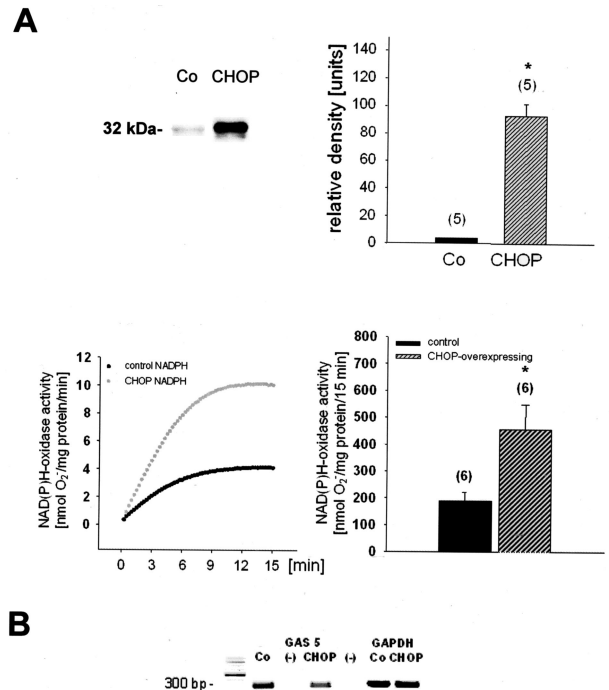 A
Co CHOP
32 kDa-
relative density [units]
140
120
100
80
60
40
20
0
(5)
*
(5)
Co CHOP
NAD(P)H-oxidase activity
[nmol O₂⁻/mg protein/min]
12
10
8
6
4
2
0
control NADPH
CHOP NADPH
0 3 6 9 12 15 [min]
NAD(P)H-oxidase activity
[nmol O₂⁻/mg protein/15 min]
800
700
600
500
400
300
200
100
0
control
CHOP-overexpressing
(6)
*
(6)
B
GAS 5 GAPDH
Co (-) CHOP (-) Co CHOP
300 bp -